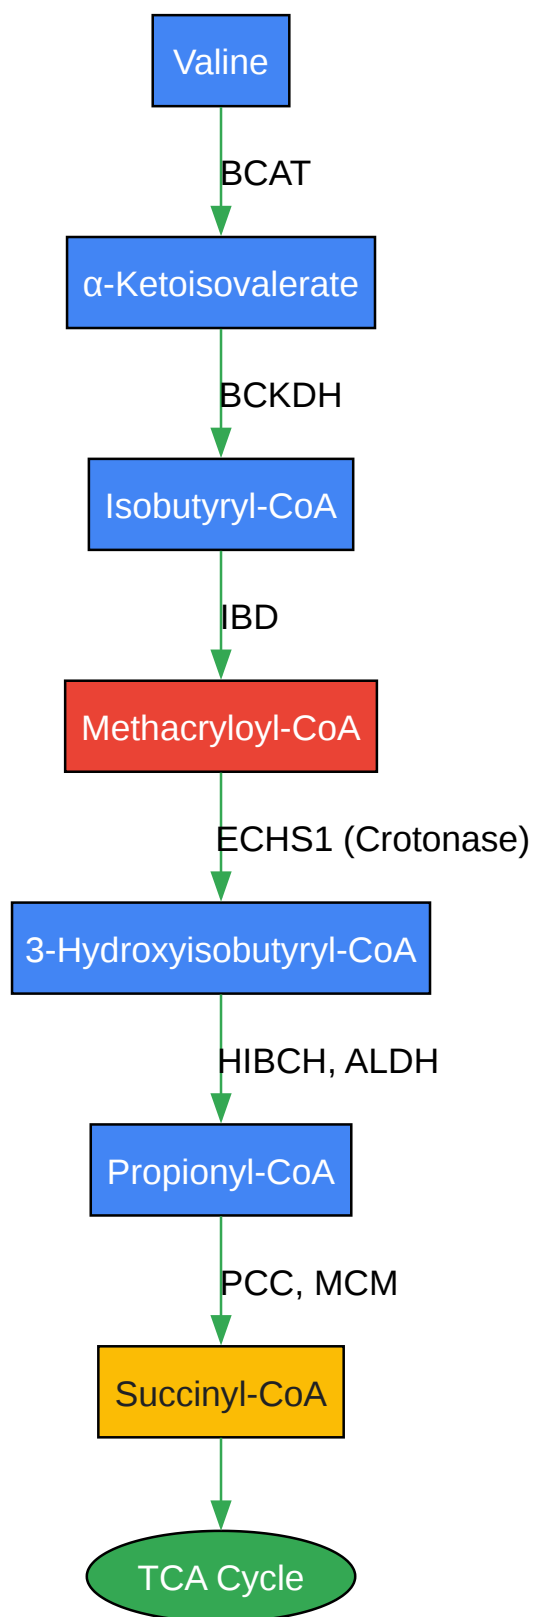 Valine
BCAT
α-Ketoisovalerate
BCKDH
Isobutyryl-CoA
IBD
Methacryloyl-CoA
ECHS1 (Crotonase)
3-Hydroxyisobutyryl-CoA
HIBCH, ALDH
Propionyl-CoA
PCC, MCM
Succinyl-CoA
TCA Cycle